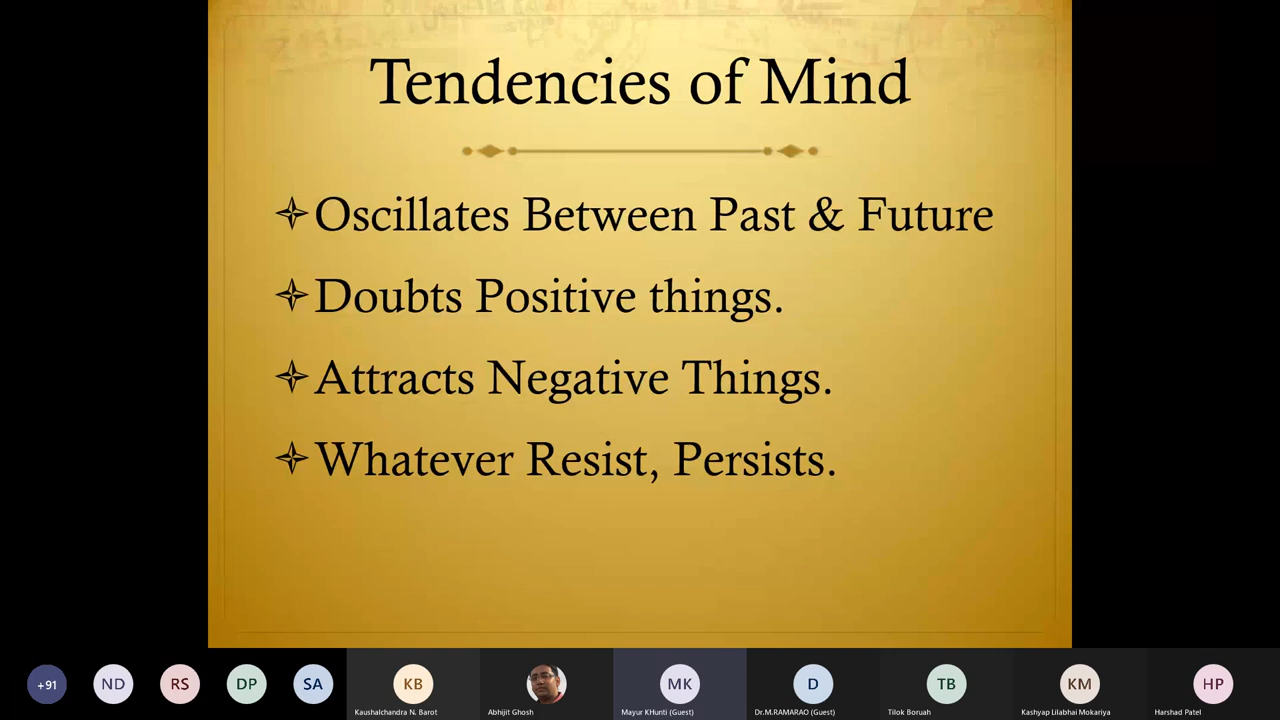 Tendencies of Mind
Oscillates Between Past & Future
Doubts Positive things.
Attracts Negative Things.
Whatever Resist, Persists.
+91
ND
RS
DP
SA
KB
MK
D
TB
KM
HP
Kaushalchandra N. Barot
Abhijit Ghosh
Mayur KHunti (Guest)
Dr.M.RAMARAO (Guest)
Tilok Boruah
Kashyap Lilabhai Mokariya
Harshad Patel